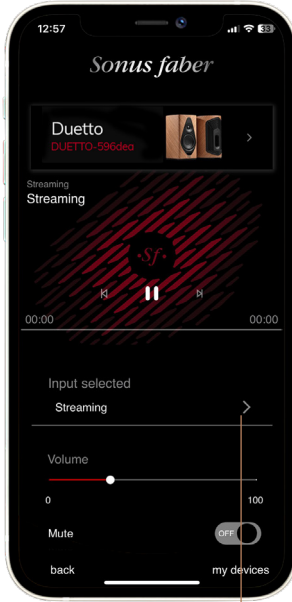 12:57
33
Sonus faber
Duetto
DUETTO-596dea
Streaming
Streaming
Sf
00:00 00:00
Input selected
Streaming
Volume
0 100
Mute OFF
back my devices